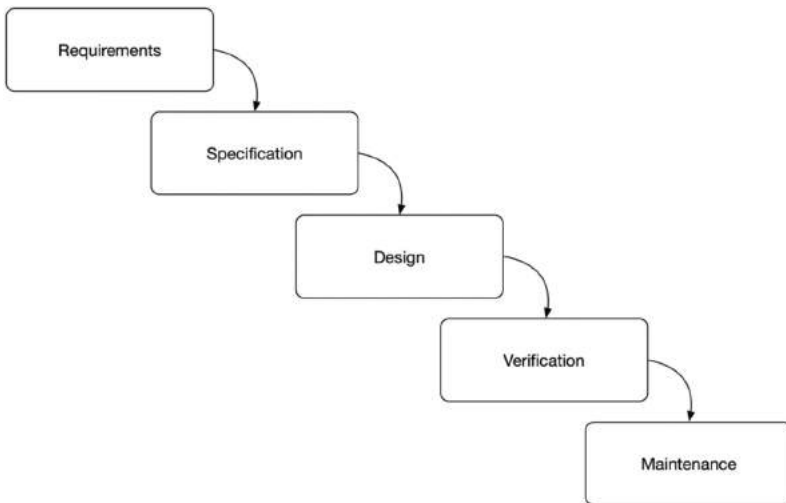 Requirements
Specification
Design
Verification
Maintenance